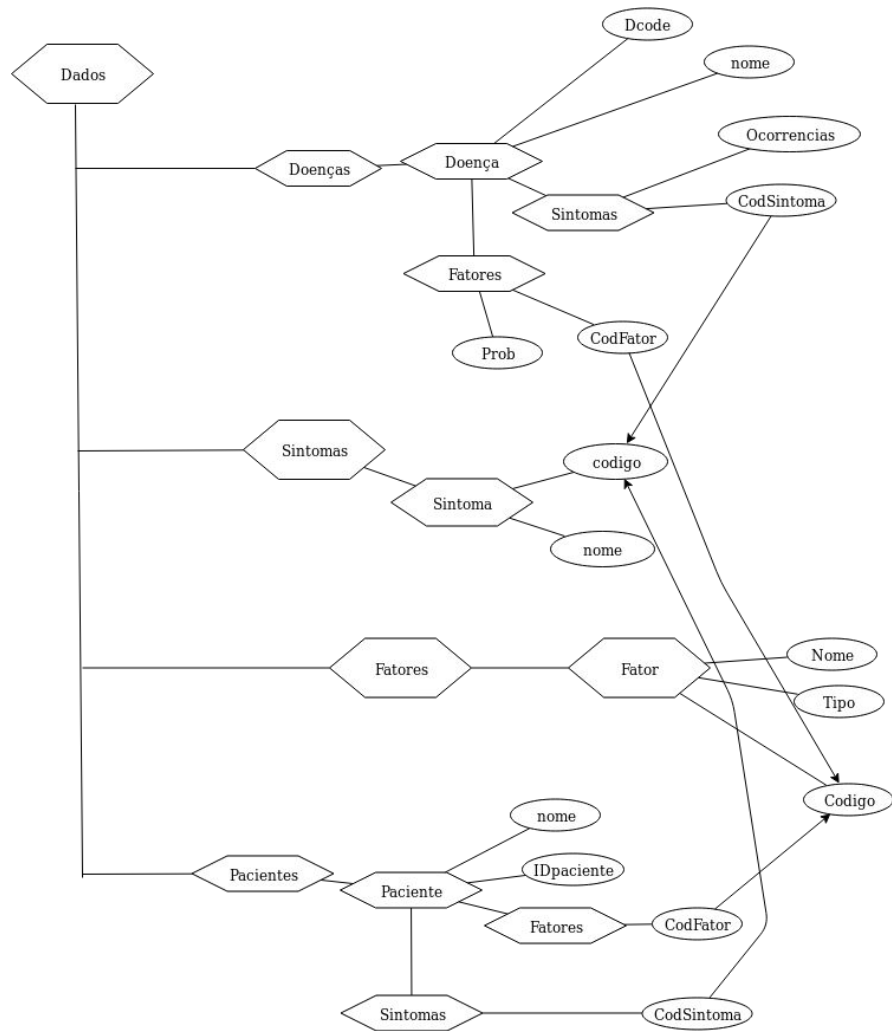 Dcode
Dados
nome
Ocorrencias
Doenças
Doença
Sintomas
CodSintoma
Fatores
Prob
CodFator
Sintomas
codigo
Sintoma
nome
Fatores
Fator
Nome
Tipo
Codigo
nome
Pacientes
Paciente
IDpaciente
Fatores
CodFator
Sintomas
CodSintoma